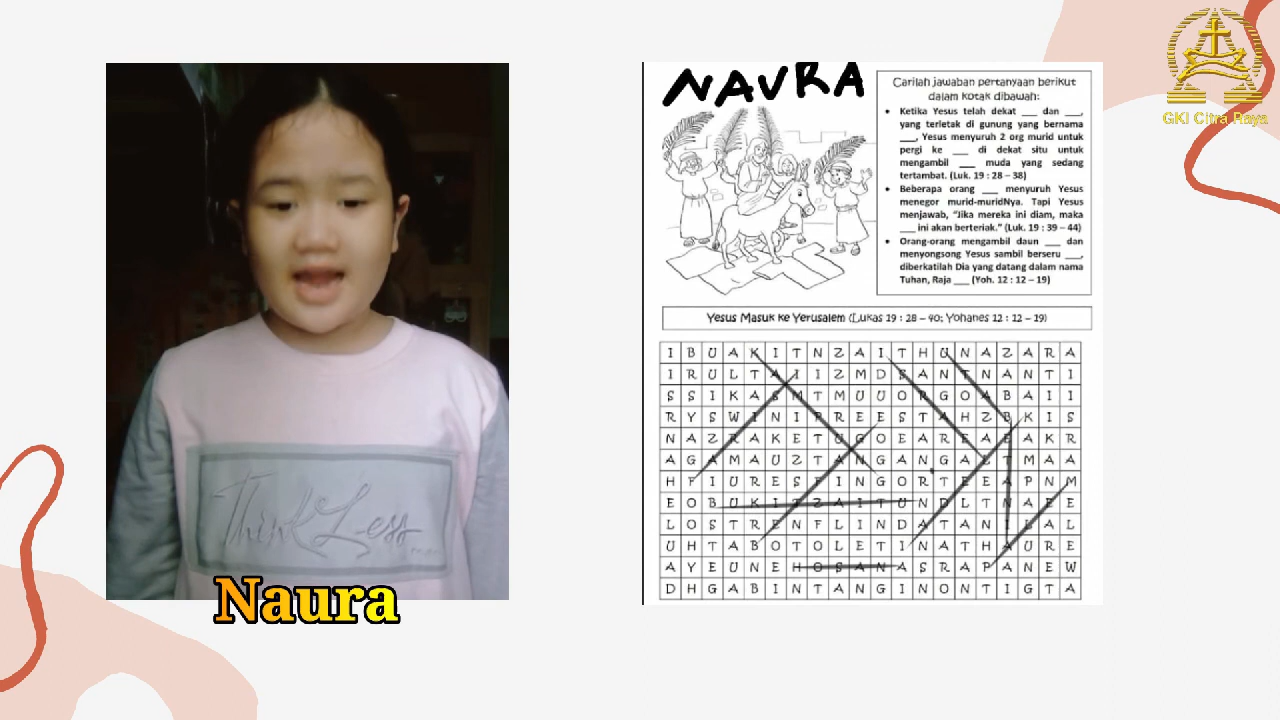 GKI Citra Raya
NAURA
Carilah jawaban pertanyaan berikut
dalam kotak dibawah:
• Ketika Yesus telah dekat ___ dan ___,
yang terletak di gunung yang bernama
___, Yesus menyuruh 2 org murid untuk
pergi ke ___ di dekat situ untuk
mengambil ___ muda yang sedang
tertambat. (Luk. 19 : 28 – 38)
• Beberapa orang ___ menyuruh Yesus
menegor murid-muridNya. Tapi Yesus
menjawab, “Jika mereka ini diam, maka
___ ini akan berteriak.” (Luk. 19 : 39 – 44)
• Orang-orang mengambil daun ___ dan
menyongsong Yesus sambil berseru ___,
diberkatilah Dia yang datang dalam nama
Tuhan, Raja ___ (Yoh. 12 : 12 – 19)
Yesus Masuk ke Yerusalem (Lukas 19 : 28 – 40; Yohanes 12 : 12 – 19)
I B U A K I T N Z A I T H U N A Z A R A
I R U L T A I I Z M D B A N T N A N T I
S S I K A S M T M U U O R G O A B A I I
R Y S W I N I P R E E S T A H Z E K I S
N A Z R A K E T U G O E A R E A E A K R
A G A M A U Z T A N G A N G A L T M A A
H F I U R E S F I N G O R T E E A P N M
E O B U K I T Z A I T U N D L T N A E E
L O S T R E N F L I N D A T A N I L A L
U H T A B O T O L E T I N A T H A U R E
A Y E U N E H O S A N A S R A P A N E W
D H G A B I N T A N G I N O N T I G T A
Think Less
Naura